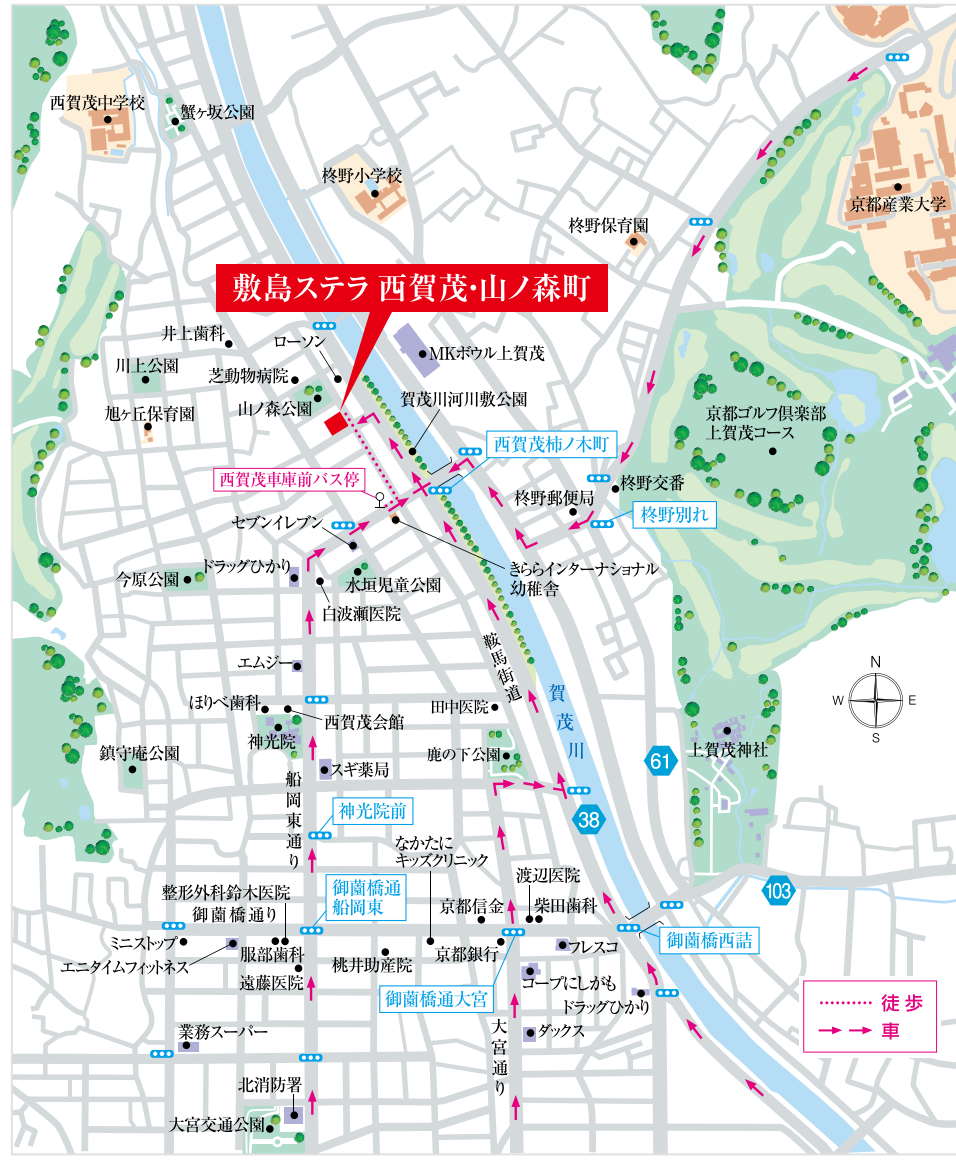 西賀茂中学校
蟹ヶ坂公園
柊野小学校
京都産業大学
柊野保育園
敷島ステラ 西賀茂・山ノ森町
井上歯科
ローソン
川上公園
芝動物病院
MKボウル上賀茂
山ノ森公園
賀茂川河川敷公園
旭ヶ丘保育園
京都ゴルフ倶楽部
上賀茂コース
西賀茂柿ノ木町
西賀茂車庫前バス停
柊野交番
柊野郵便局
柊野別れ
セブンイレブン
ドラッグひかり
今原公園
水垣児童公園
きららインターナショナル
幼稚舎
白波瀬医院
鞍馬街道
エムジー
ほりべ歯科
西賀茂会館
神光院
田中医院
賀茂川
N
W
E
S
上賀茂神社
鎮守庵公園
鹿の下公園
スギ薬局
61
船岡東通り
神光院前
38
なかたに
キッズクリニック
渡辺医院
103
整形外科鈴木医院
御薗橋通
船岡東
御薗橋通り
京都信金
柴田歯科
ミニストップ
エニタイムフィットネス
服部歯科
遠藤医院
桃井助産院
京都銀行
フレスコ
御薗橋西詰
御薗橋通大宮
コープにしがも
ドラッグひかり
徒歩
車
業務スーパー
大宮通り
ダックス
北消防署
大宮交通公園